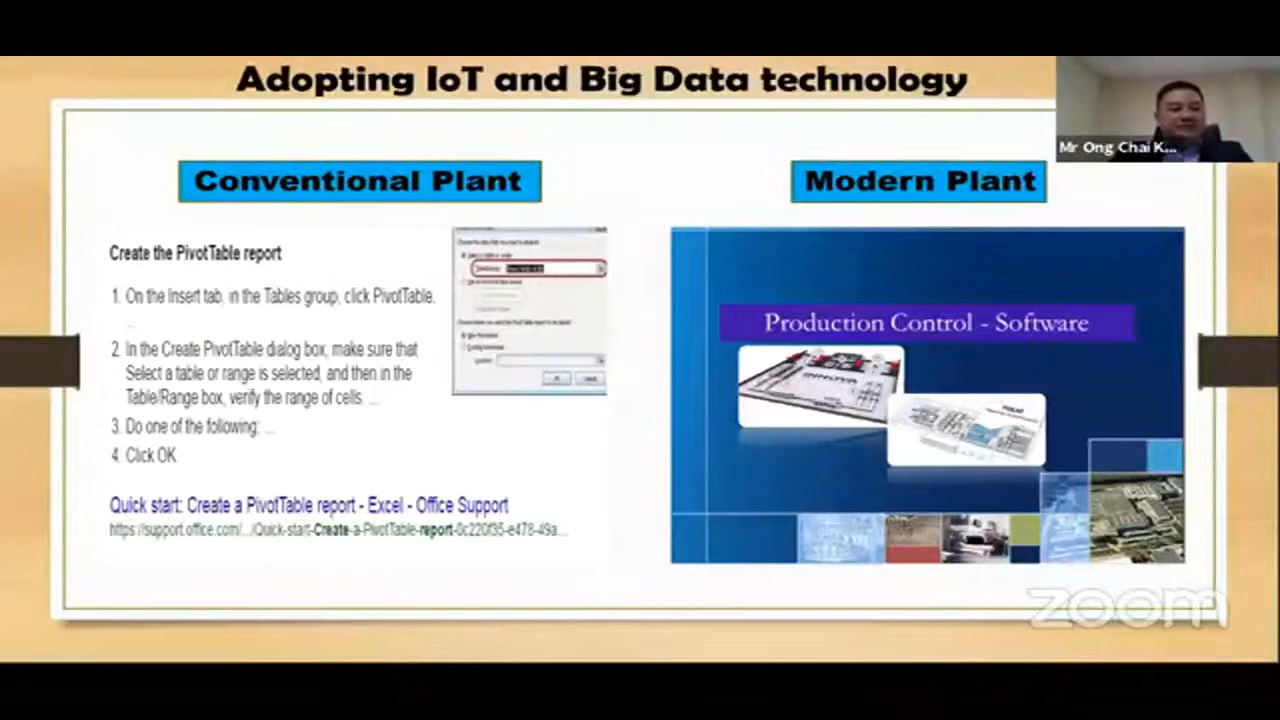 Adopting IoT and Big Data technology
Mr Ong Chai K...
Conventional Plant
Modern Plant
Create the PivotTable report
1. On the Insert tab, in the Tables group, click PivotTable.
...
2. In the Create PivotTable dialog box, make sure that
Select a table or range is selected, and then in the
Table/Range box, verify the range of cells. ...
3. Do one of the following: ...
4. Click OK
Quick start: Create a PivotTable report - Excel - Office Support
https://support.office.com/.../Quick-start-Create-a-PivotTable-report-0c220f35-e478-49a...
Production Control - Software
INNOVA
zoom